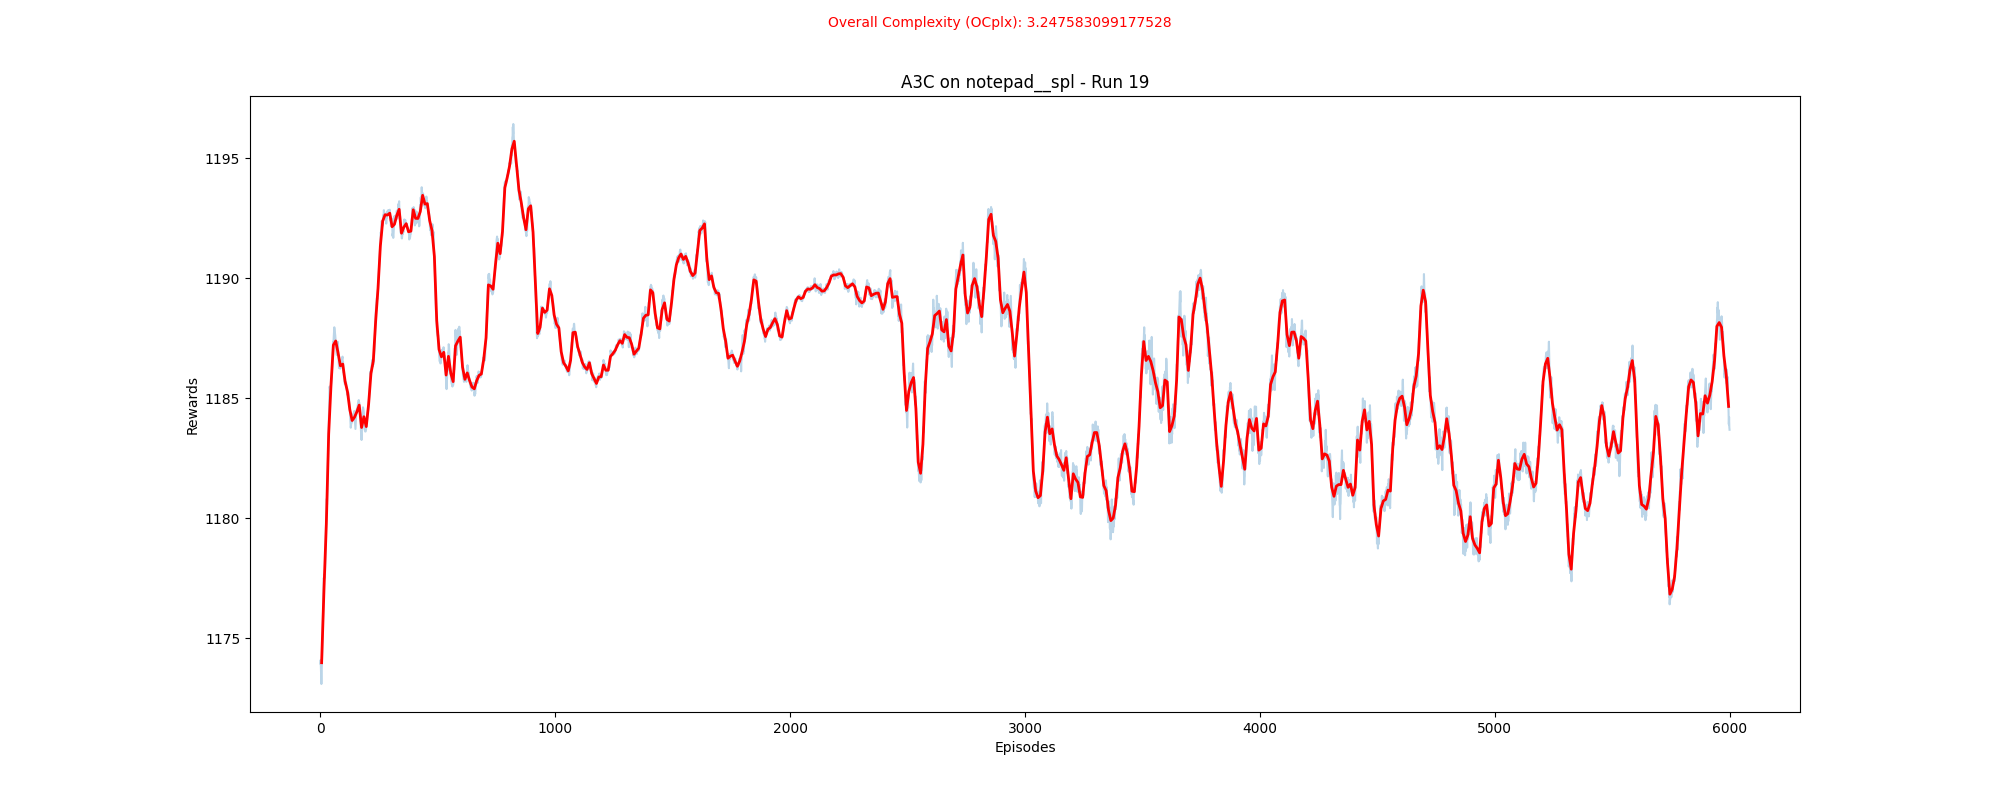 Overall Complexity (OCplx): 3.247583099177528
A3C on notepad__spl - Run 19
1195
1190
1185
1180
1175
Rewards
0 1000 2000 3000 4000 5000 6000
Episodes